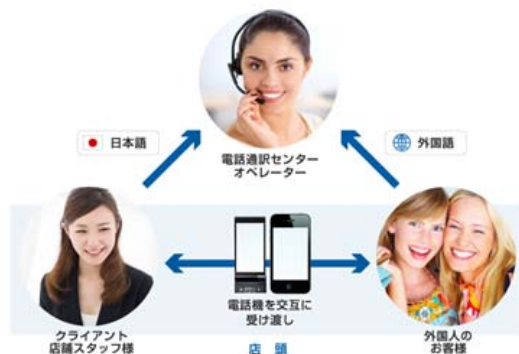 日本語
外国語
電話通訳センター
オペレーター
電話機を交互に
受け渡し
クライアント
店舗スタッフ様
店 頭
外国人の
お客様